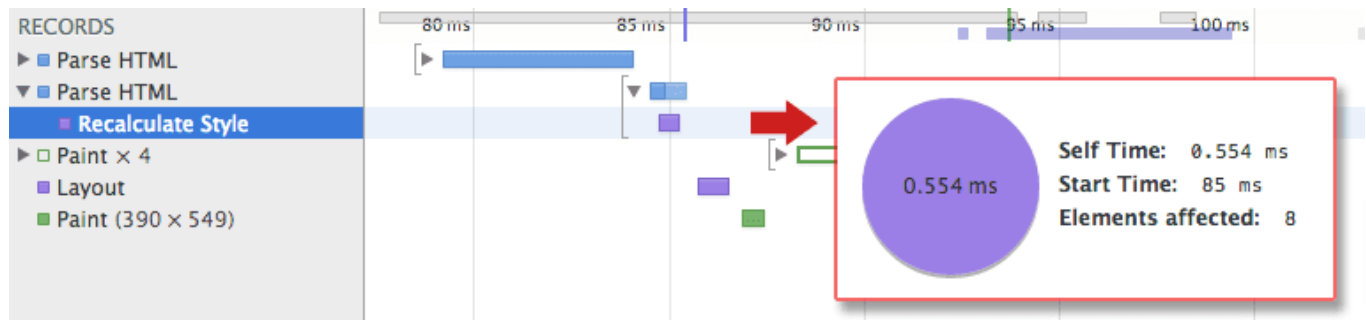 RECORDS
80 ms 85 ms 90 ms 95 ms 100 ms
Parse HTML
Parse HTML
Recalculate Style
Paint × 4
Layout
Paint (390 × 549)
0.554 ms
Self Time: 0.554 ms
Start Time: 85 ms
Elements affected: 8